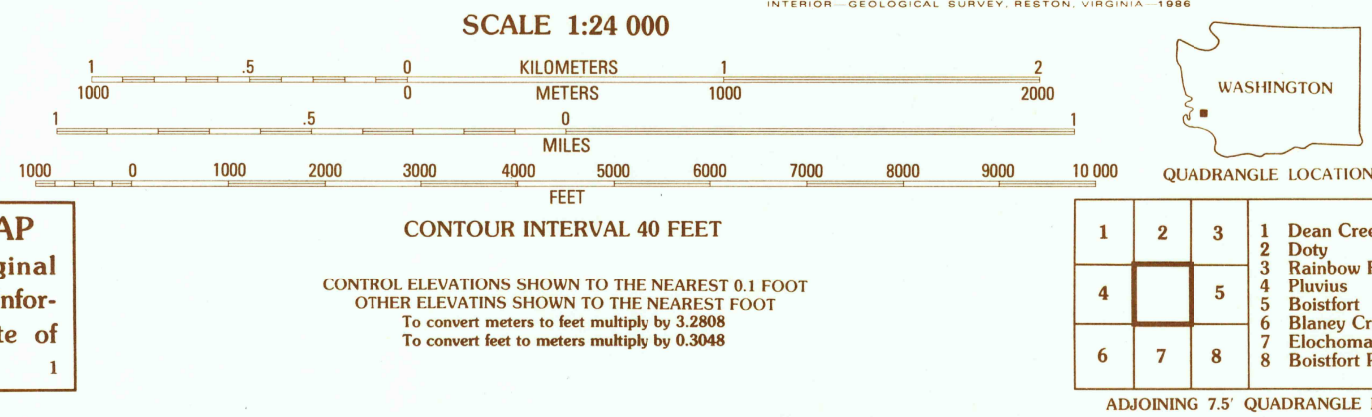 INTERIOR—GEOLOGICAL SURVEY, RESTON, VIRGINIA—1986
SCALE 1:24 000
1 .5 0 KILOMETERS 1 2
1000 0 METERS 1000 2000
1 .5 0 1
MILES
1000 0 1000 2000 3000 4000 5000 6000 7000 8000 9000 10 000
FEET
CONTOUR INTERVAL 40 FEET
CONTROL ELEVATIONS SHOWN TO THE NEAREST 0.1 FOOT
OTHER ELEVATINS SHOWN TO THE NEAREST FOOT
To convert meters to feet multiply by 3.2808
To convert feet to meters multiply by 0.3048
AP
ginal
nfor-
te of
1
WASHINGTON
QUADRANGLE LOCATION
1 2 3
4 5
6 7 8
1 Dean Cree
2 Doty
3 Rainbow
4 Pluvius
5 Boistfort
6 Blaney Cr
7 Elochoma
8 Boistfort
ADJOINING 7.5' QUADRANGLE